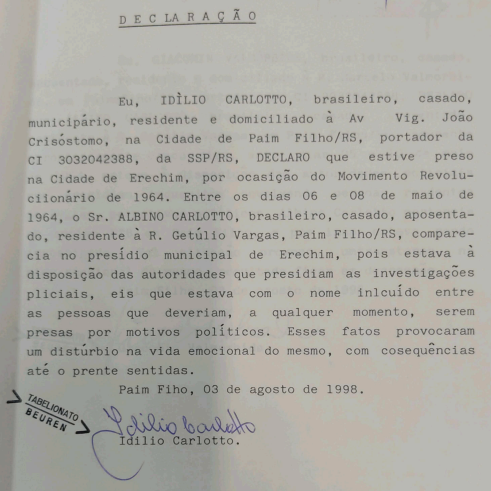 DECLARAÇÃO
Eu, IDÌLIO CARLOTTO, brasileiro, casado,
municipário, residente e domiciliado à Av Vig. João
Crisóstomo, na Cidade de Paim Filho/RS, portador da
CI 3032042388, da SSP/RS, DECLARO que estive preso
na Cidade de Erechim, por ocasição do Movimento Revolu-
ciionário de 1964. Entre os dias 06 e 08 de maio de
1964, o Sr. ALBINO CARLOTTO, brasileiro, casado, aposenta-
do, residente à R. Getúlio Vargas, Paim Filho/RS, compare-
cia no presídio municipal de Erechim, pois estava à
disposição das autoridades que presidiam as investigações
pliciais, eis que estava com o nome inlcuído entre
as pessoas que deveriam, a qualquer momento, serem
presas por motivos políticos. Esses fatos provocaram
um distúrbio na vida emocional do mesmo, com cosequências
até o prente sentidas.
Paim Fiho, 03 de agosto de 1998.
TABELIONATO
BEUREN
Idilio Carlotto
Idilio Carlotto.